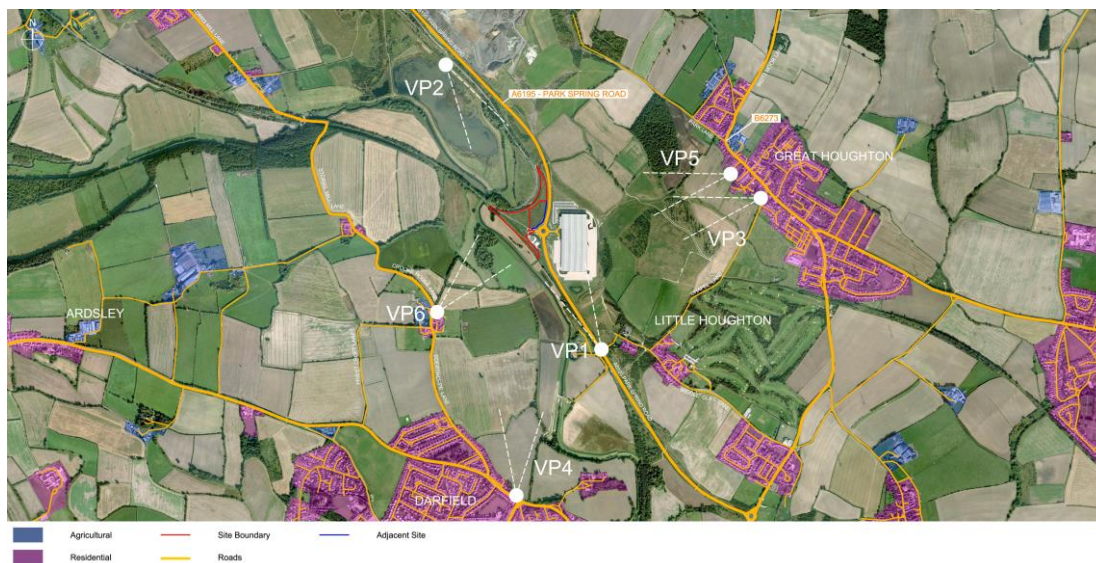 N
VP2
A6195 - PARK SPRING ROAD
B6273
VP5
GREAT HOUGHTON
VP3
ARDSLEY
VP6
LITTLE HOUGHTON
VP1
VP4
DARFIELD
Agricultural
Site Boundary
Adjacent Site
Residential
Roads